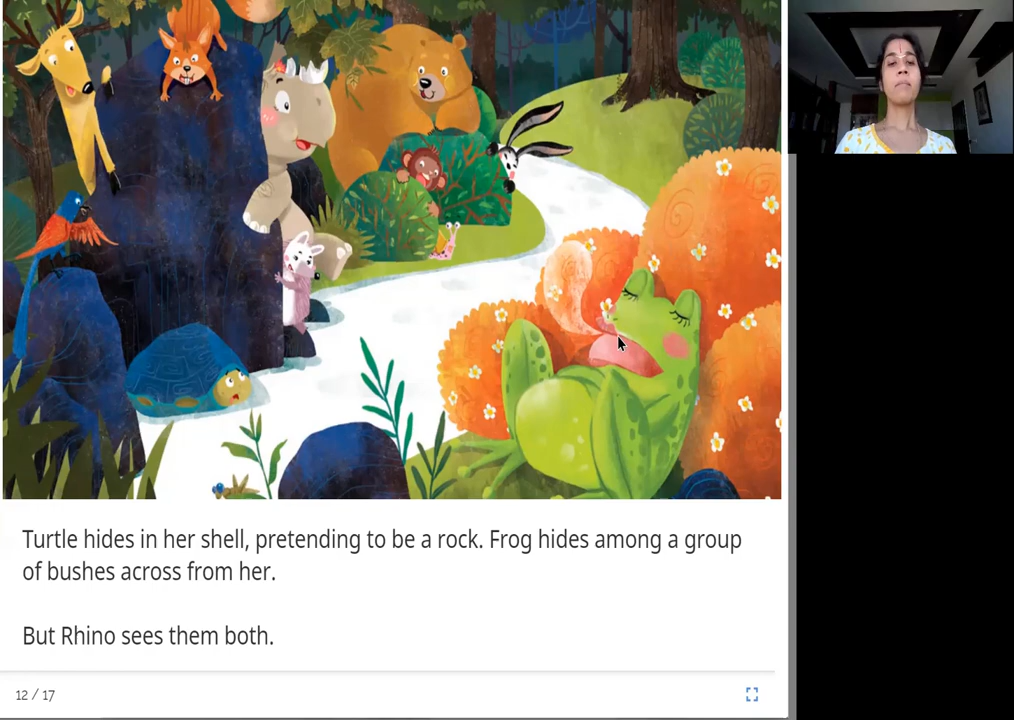 Turtle hides in her shell, pretending to be a rock. Frog hides among a group
of bushes across from her.
But Rhino sees them both.
12 / 17